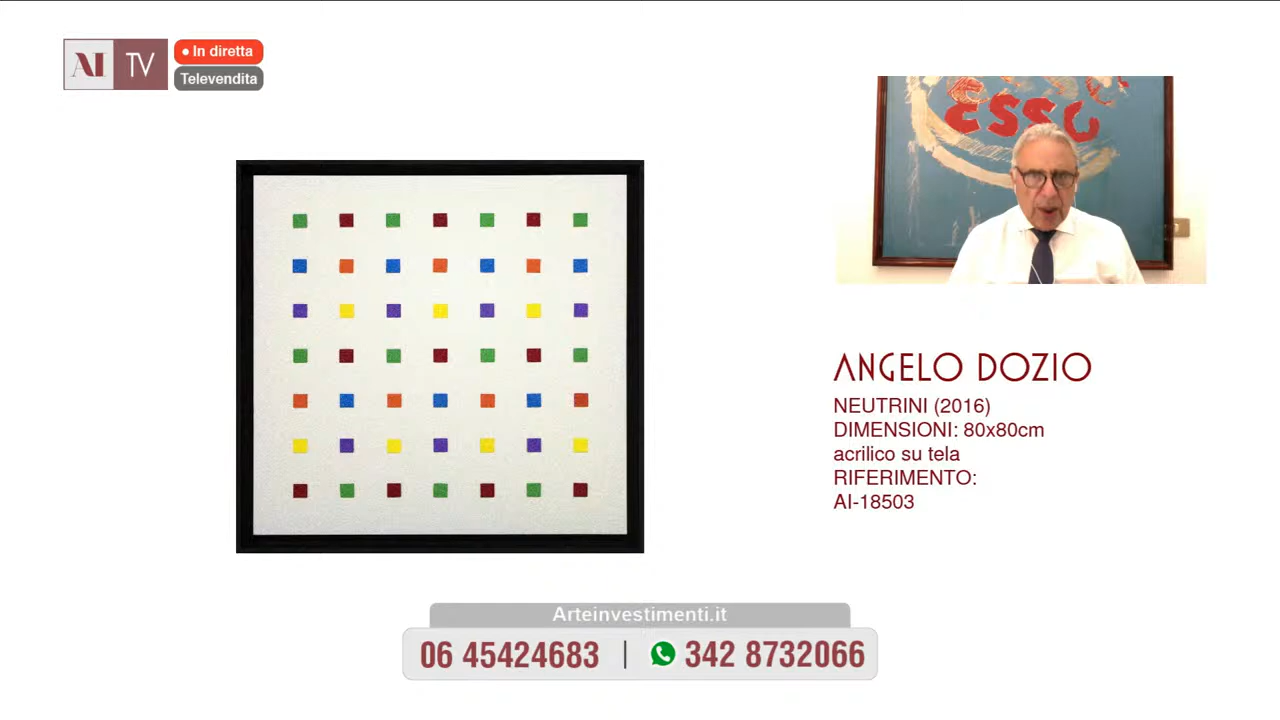 AI TV
In diretta
Televendita
ESSO
ANGELO DOZIO
NEUTRINI (2016)
DIMENSIONI: 80x80cm
acrilico su tela
RIFERIMENTO:
AI-18503
Arteinvestimenti.it
06 45424683 | 342 8732066